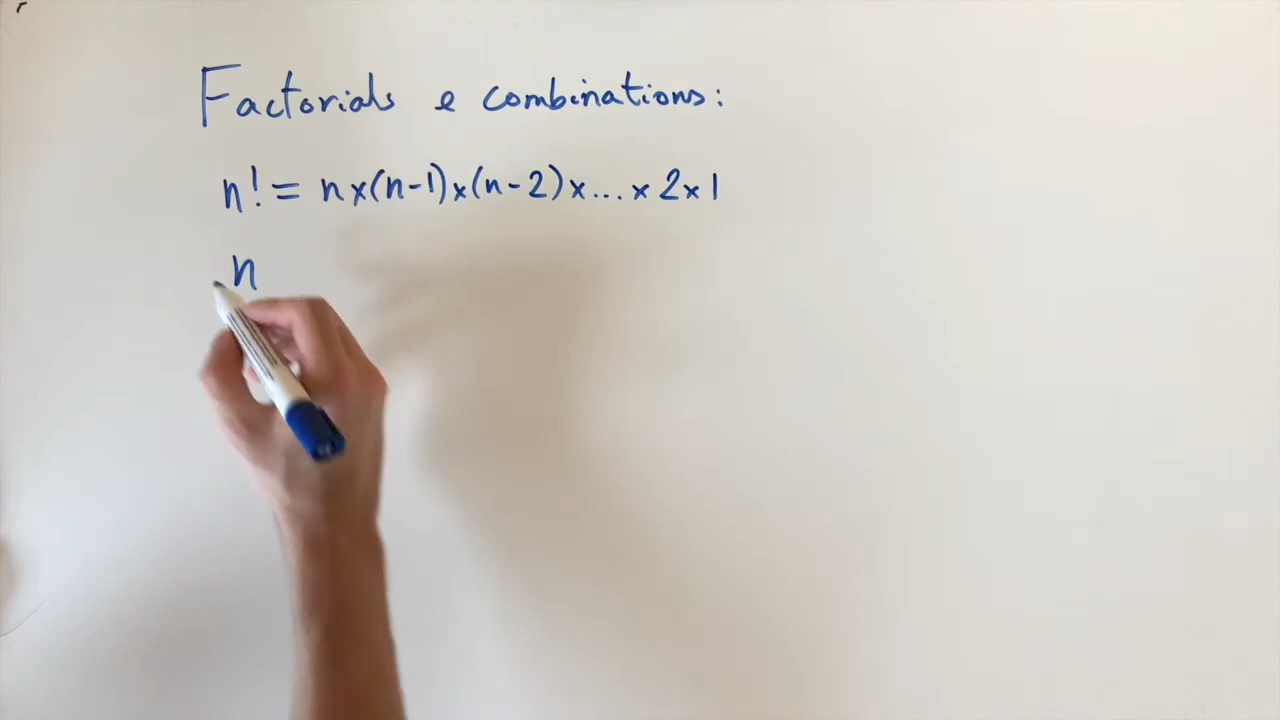 Factorials e combinations:
n! = n×(n-1)×(n-2)×...×2×1
n